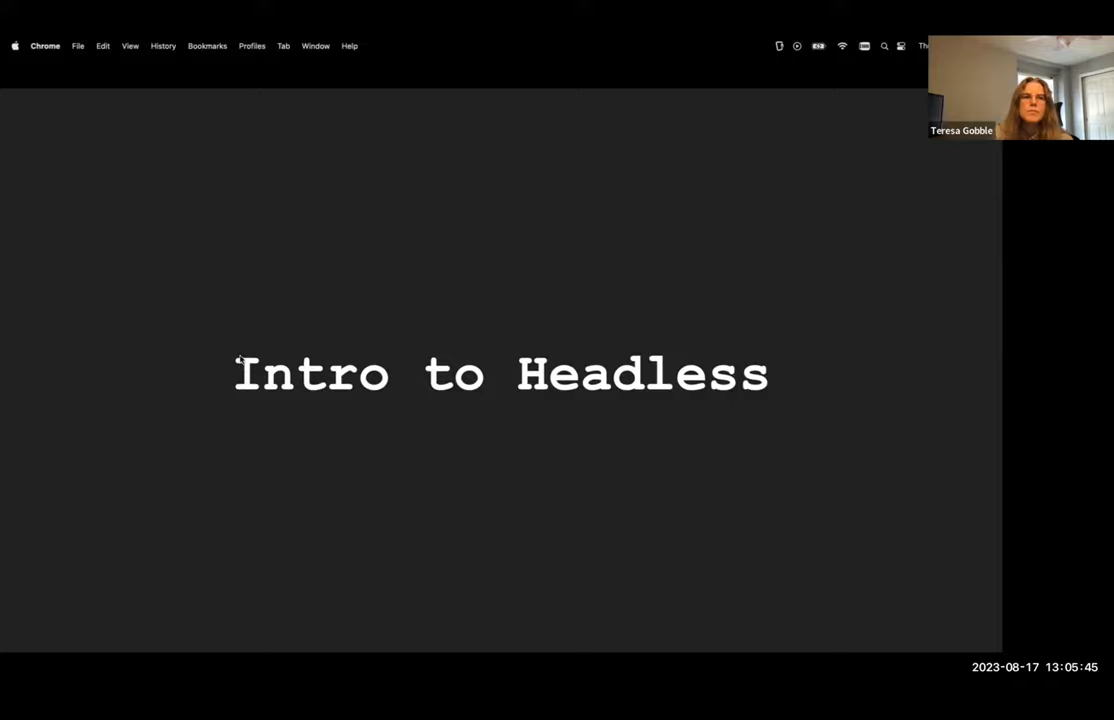 Chrome File Edit View History Bookmarks Profiles Tab Window Help
Teresa Gobble
Intro to Headless
2023-08-17 13:05:45